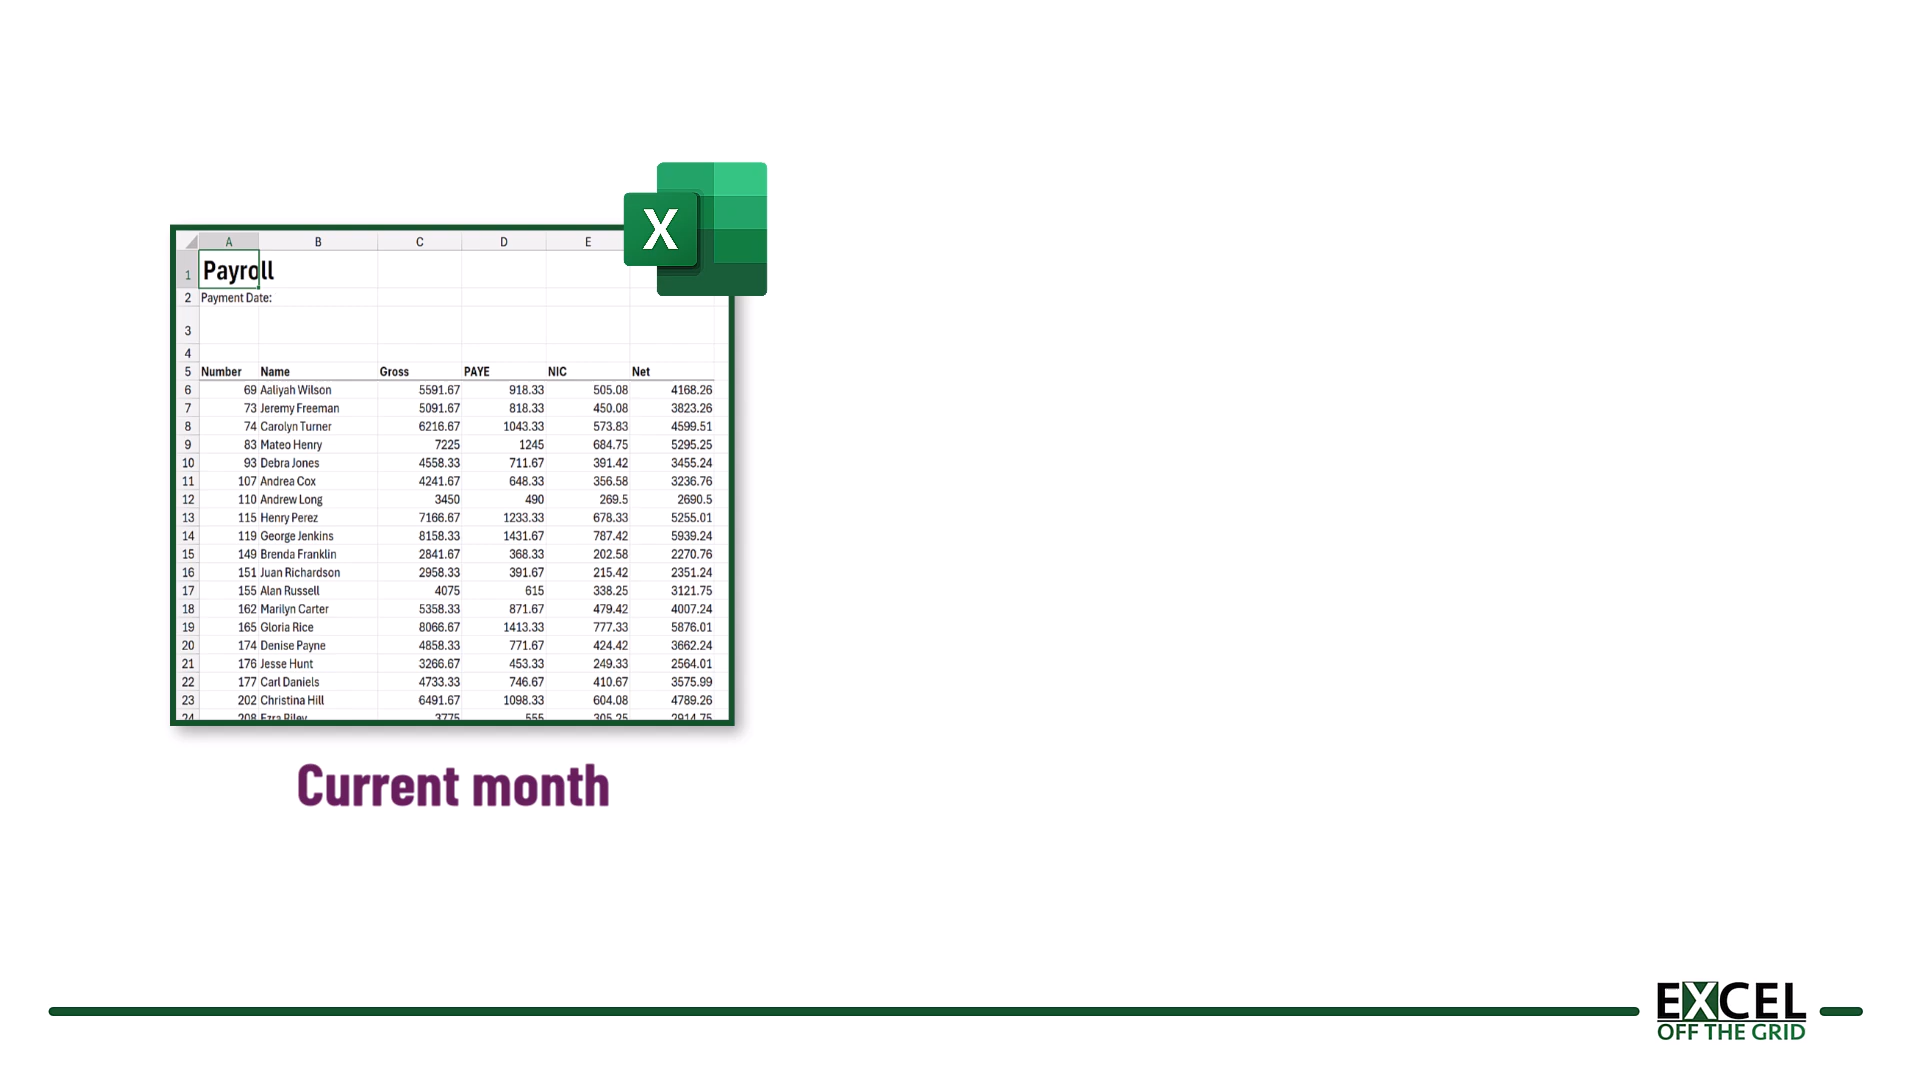 X
A B C D E
1 Payroll
2 Payment Date:
3
4
5 Number Name Gross PAYE NIC Net
6 69 Aaliyah Wilson 5591.67 918.33 505.08 4168.26
7 73 Jeremy Freeman 5091.67 818.33 450.08 3823.26
8 74 Carolyn Turner 6216.67 1043.33 573.83 4599.51
9 83 Mateo Henry 7225 1245 684.75 5295.25
10 93 Debra Jones 4558.33 711.67 391.42 3455.24
11 107 Andrea Cox 4241.67 648.33 356.58 3236.76
12 110 Andrew Long 3450 490 269.5 2690.5
13 115 Henry Perez 7166.67 1233.33 678.33 5255.01
14 119 George Jenkins 8158.33 1431.67 787.42 5939.24
15 149 Brenda Franklin 2841.67 368.33 202.58 2270.76
16 151 Juan Richardson 2958.33 391.67 215.42 2351.24
17 155 Alan Russell 4075 615 338.25 3121.75
18 162 Marilyn Carter 5358.33 871.67 479.42 4007.24
19 165 Gloria Rice 8066.67 1413.33 777.33 5876.01
20 174 Denise Payne 4858.33 771.67 424.42 3662.24
21 176 Jesse Hunt 3266.67 453.33 249.33 2564.01
22 177 Carl Daniels 4733.33 746.67 410.67 3575.99
23 202 Christina Hill 6491.67 1098.33 604.08 4789.26
24 208 Ezra Riley 3775 555 305.25 2914.75
Current month
EXCEL
OFF THE GRID